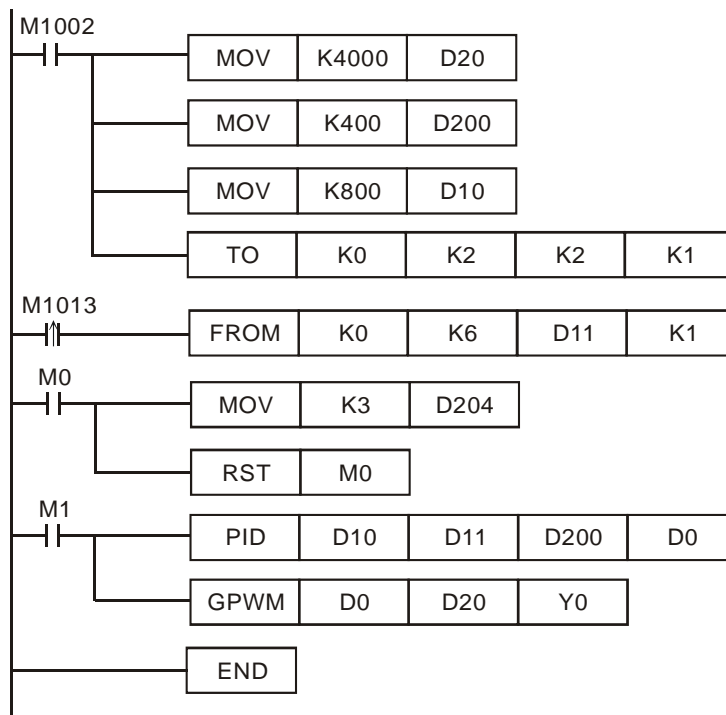 M1002
MOV K4000 D20
MOV K400 D200
MOV K800 D10
TO K0 K2 K2 K1
M1013
FROM K0 K6 D11 K1
M0
MOV K3 D204
RST M0
M1
PID D10 D11 D200 D0
GPWM D0 D20 Y0
END